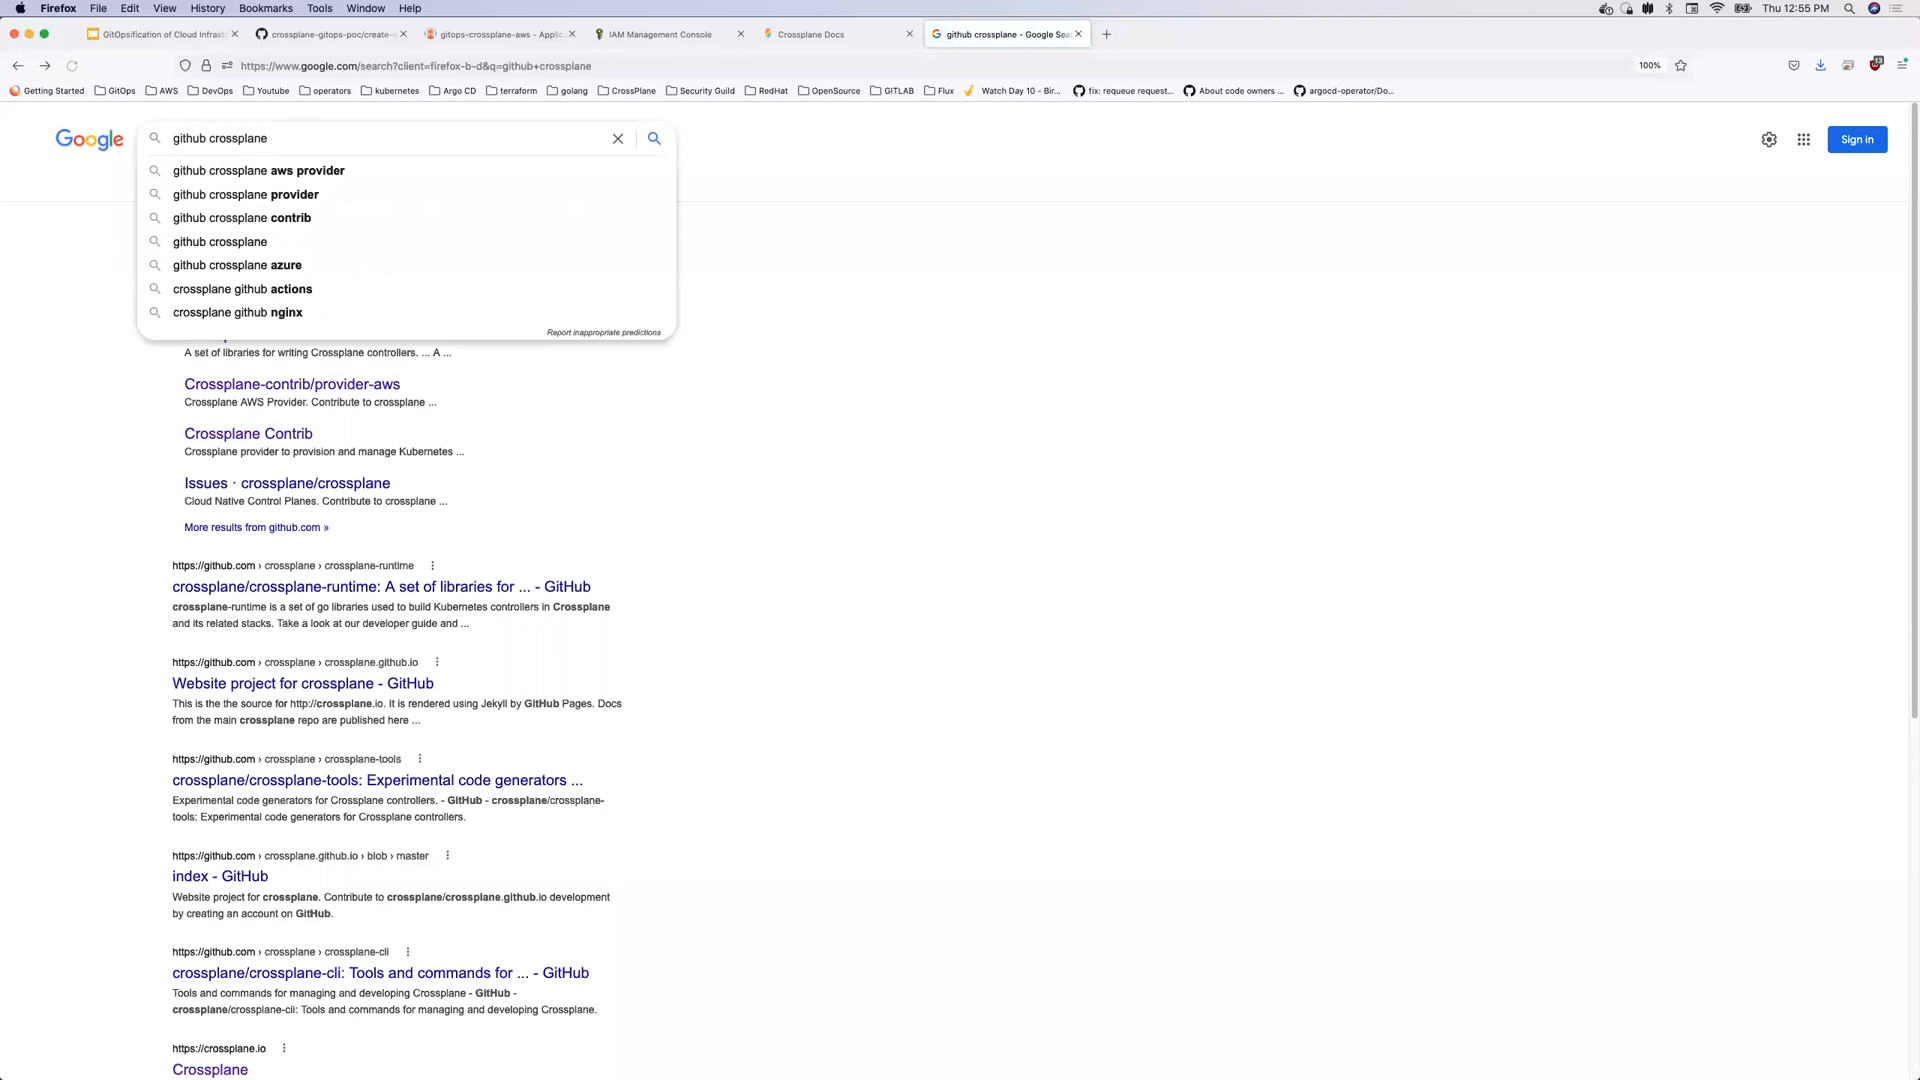 Firefox File Edit View History Bookmarks Tools Window Help Thu 12:55 PM
GitOpsification of Cloud Infrast crossplane-gitops-poc/create- gitops-crossplane-aws - Applic IAM Management Console Crossplane Docs github crossplane - Google Sea
https://www.google.com/search?client=firefox-b-d&q=github+crossplane 100% 13
Getting Started GitOps AWS DevOps Youtube operators kubernetes Argo CD terraform golang CrossPlane Security Guild RedHat OpenSource GITLAB Flux Watch Day 10 - Bir... fix: requeue request... About code owners ... argocd-operator/Do...
Google github crossplane Sign in
github crossplane aws provider
github crossplane provider
github crossplane contrib
github crossplane
github crossplane azure
crossplane github actions
crossplane github nginx
Report inappropriate predictions
A set of libraries for writing Crossplane controllers. ... A ...
Crossplane-contrib/provider-aws
Crossplane AWS Provider. Contribute to crossplane ...
Crossplane Contrib
Crossplane provider to provision and manage Kubernetes ...
Issues · crossplane/crossplane
Cloud Native Control Planes. Contribute to crossplane ...
More results from github.com »
https://github.com › crossplane › crossplane-runtime
crossplane/crossplane-runtime: A set of libraries for ... - GitHub
crossplane-runtime is a set of go libraries used to build Kubernetes controllers in Crossplane
and its related stacks. Take a look at our developer guide and ...
https://github.com › crossplane › crossplane.github.io
Website project for crossplane - GitHub
This is the the source for http://crossplane.io. It is rendered using Jekyll by GitHub Pages. Docs
from the main crossplane repo are published here ...
https://github.com › crossplane › crossplane-tools
crossplane/crossplane-tools: Experimental code generators ...
Experimental code generators for Crossplane controllers. - GitHub - crossplane/crossplane-
tools: Experimental code generators for Crossplane controllers.
https://github.com › crossplane.github.io › blob › master
index - GitHub
Website project for crossplane. Contribute to crossplane/crossplane.github.io development
by creating an account on GitHub.
https://github.com › crossplane › crossplane-cli
crossplane/crossplane-cli: Tools and commands for ... - GitHub
Tools and commands for managing and developing Crossplane - GitHub -
crossplane/crossplane-cli: Tools and commands for managing and developing Crossplane.
https://crossplane.io
Crossplane